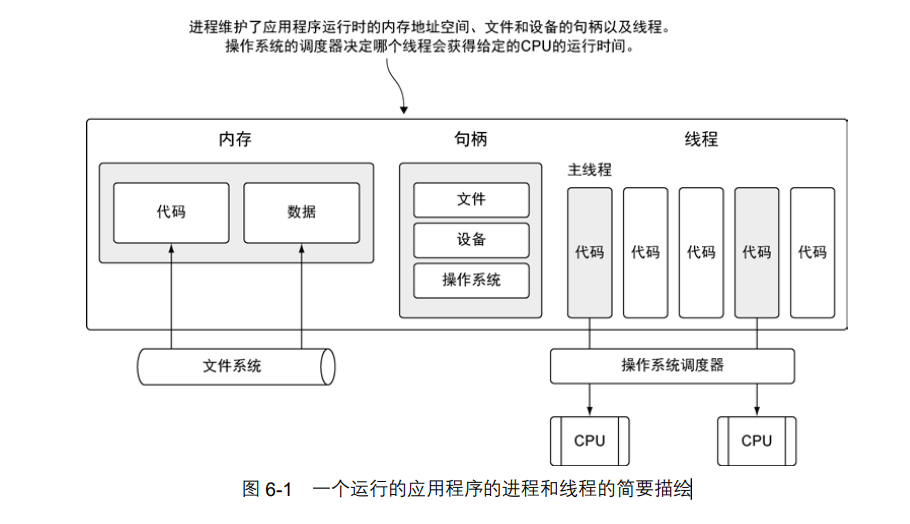 进程维护了应用程序运行时的内存地址空间、文件和设备的句柄以及线程。
操作系统的调度器决定哪个线程会获得给定的CPU的运行时间。
内存
句柄
线程
主线程
代码
数据
文件
设备
操作系统
代码
代码
代码
代码
代码
文件系统
操作系统调度器
CPU
CPU
图 6-1 一个运行的应用程序的进程和线程的简要描绘